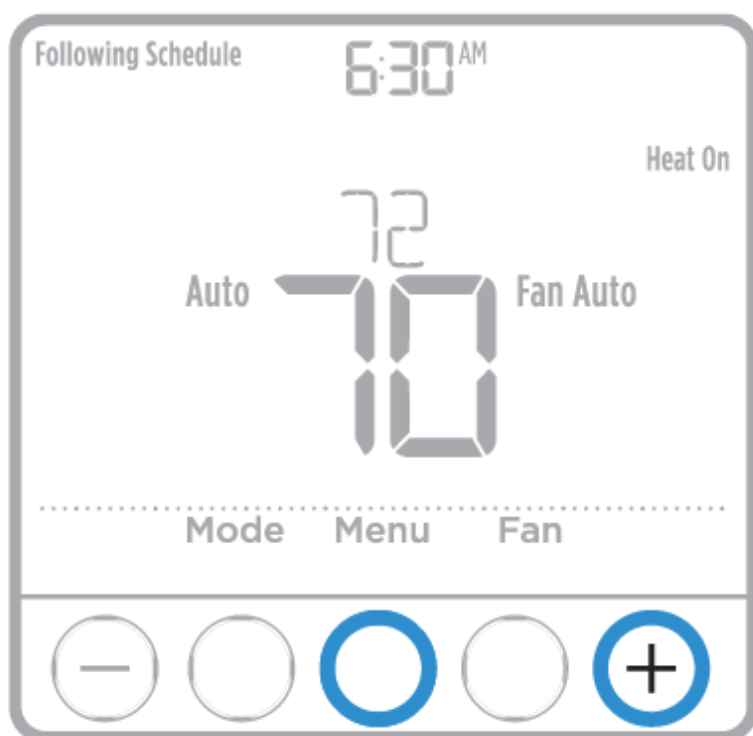 Following Schedule 6:30 AM
Heat On
72
Auto 70 Fan Auto
Mode Menu Fan
− +